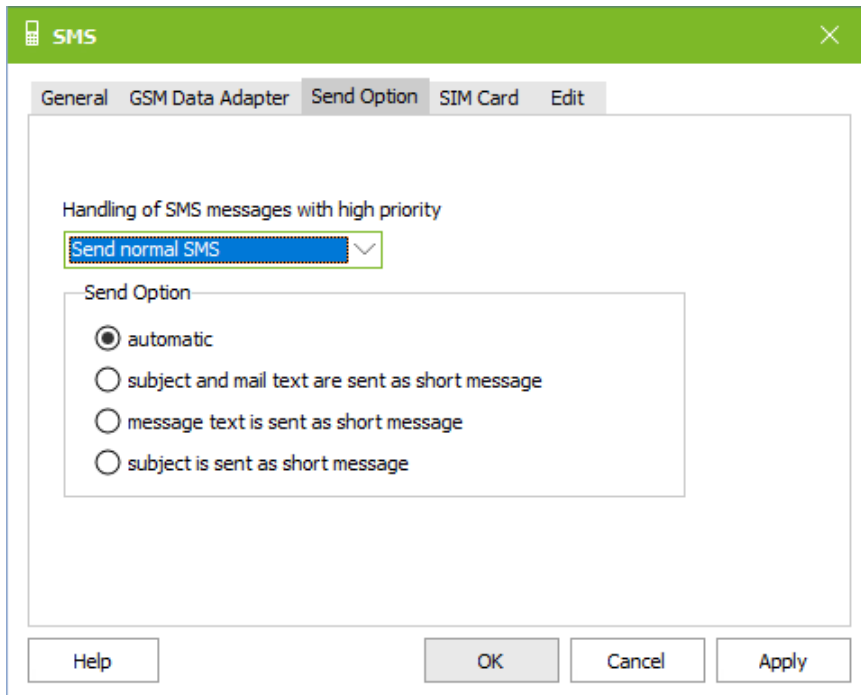 SMS
General GSM Data Adapter Send Option SIM Card Edit
Handling of SMS messages with high priority
Send normal SMS
Send Option
automatic
subject and mail text are sent as short message
message text is sent as short message
subject is sent as short message
Help OK Cancel Apply